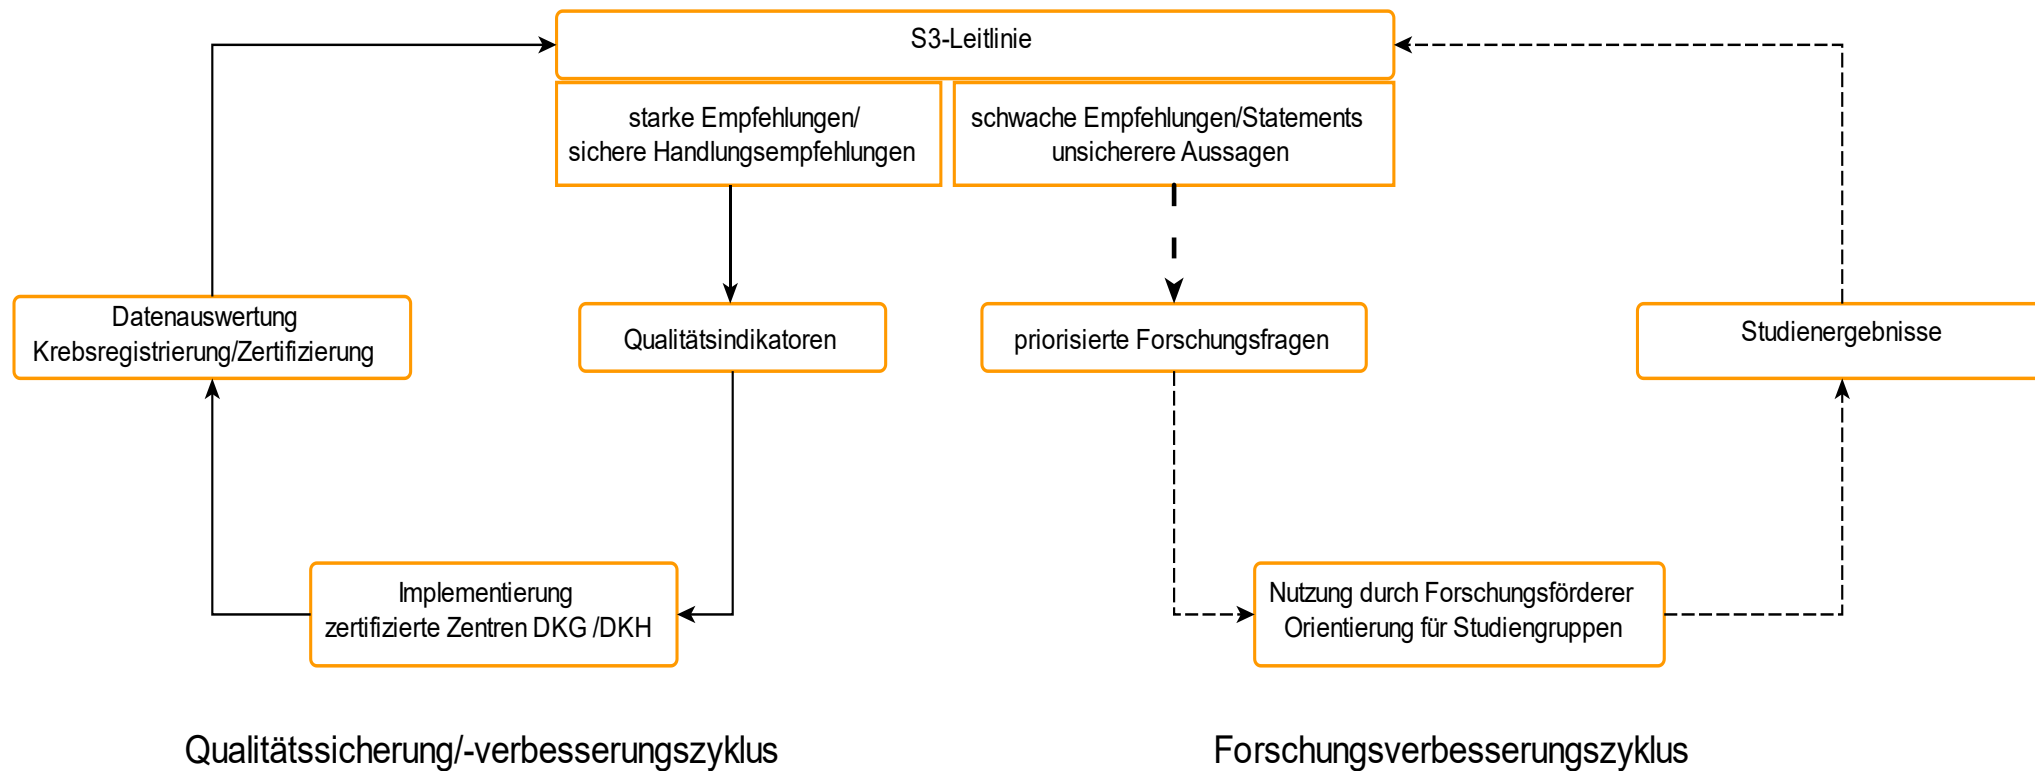 S3-Leitlinie
starke Empfehlungen/
sichere Handlungsempfehlungen
schwache Empfehlungen/Statements
unsicherere Aussagen
Datenauswertung
Krebsregistrierung/Zertifizierung
Qualitätsindikatoren
priorisierte Forschungsfragen
Studienergebnisse
Implementierung
zertifizierte Zentren DKG /DKH
Nutzung durch Forschungsförderer
Orientierung für Studiengruppen
Qualitätssicherung/-verbesserungszyklus
Forschungsverbesserungszyklus